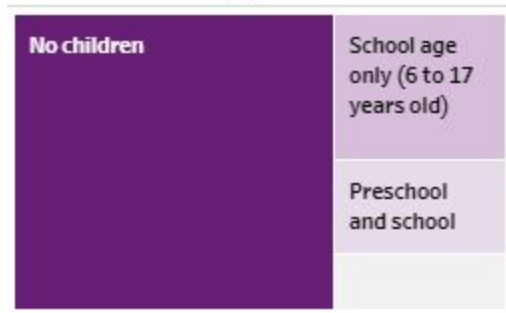 No children
School age
only (6 to 17
years old)
Preschool
and school